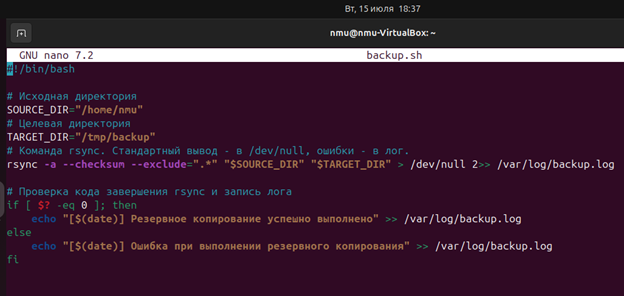 Вт, 15 июля 18:37
nmu@nmu-VirtualBox: ~
GNU nano 7.2 backup.sh
#!/bin/bash
# Исходная директория
SOURCE_DIR="/home/nmu"
# Целевая директория
TARGET_DIR="/tmp/backup"
# Команда rsync. Стандартный вывод - в /dev/null, ошибки - в лог.
rsync -a --checksum --exclude=".*" "$SOURCE_DIR" "$TARGET_DIR" > /dev/null 2>> /var/log/backup.log
# Проверка кода завершения rsync и запись лога
if [ $? -eq 0 ]; then
    echo "[$(date)] Резервное копирование успешно выполнено" >> /var/log/backup.log
else
    echo "[$(date)] Ошибка при выполнении резервного копирования" >> /var/log/backup.log
fi